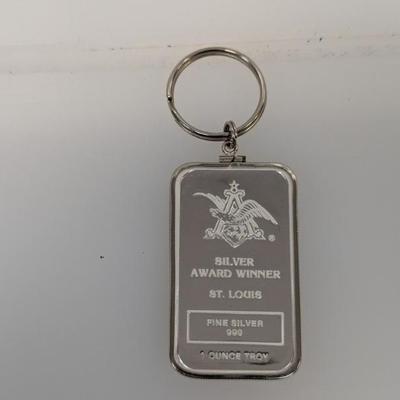 ®
SILVER
AWARD WINNER
ST. LOUIS
FINE SILVER
999
1 OUNCE TROY